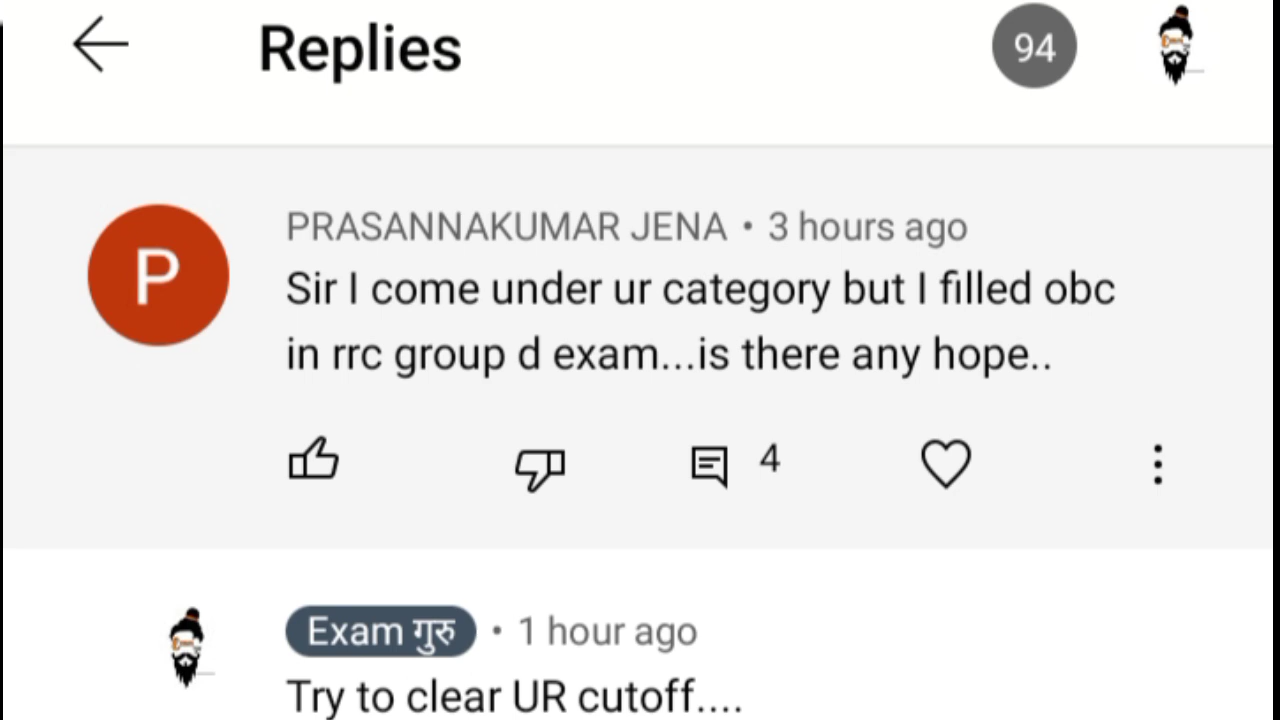 Replies
94
PRASANNAKUMAR JENA • 3 hours ago
P
Sir I come under ur category but I filled obc
in rrc group d exam...is there any hope..
4
Exam गुरु • 1 hour ago
Try to clear UR cutoff....